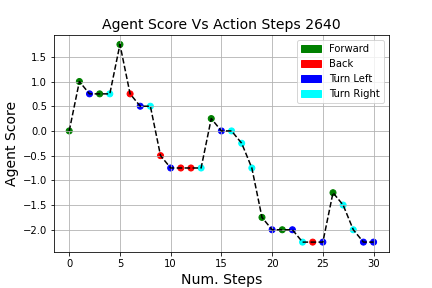 Agent Score Vs Action Steps 2640
Forward
Back
Turn Left
Turn Right
1.5
1.0
0.5
0.0
−0.5
−1.0
−1.5
−2.0
Agent Score
0 5 10 15 20 25 30
Num. Steps